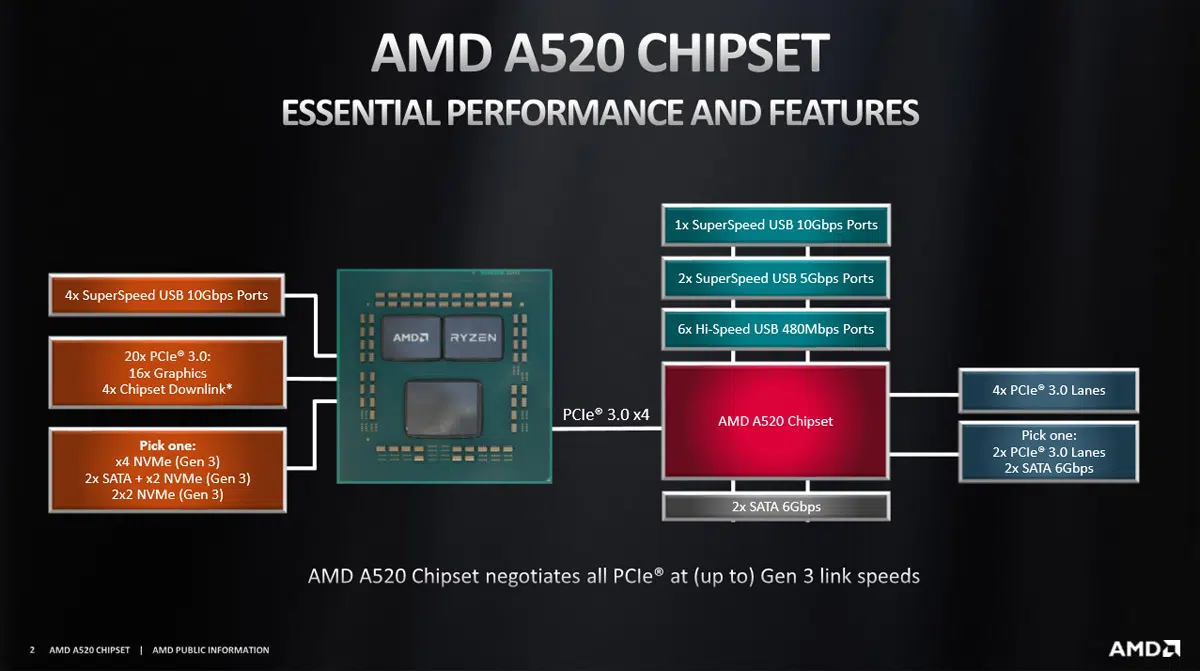 AMD A520 CHIPSET
ESSENTIAL PERFORMANCE AND FEATURES
4x SuperSpeed USB 10Gbps Ports
20x PCIe® 3.0:
16x Graphics
4x Chipset Downlink*
Pick one:
x4 NVMe (Gen 3)
2x SATA + x2 NVMe (Gen 3)
2x2 NVMe (Gen 3)
AMD
RYZEN
PCIe® 3.0 x4
1x SuperSpeed USB 10Gbps Ports
2x SuperSpeed USB 5Gbps Ports
6x Hi-Speed USB 480Mbps Ports
AMD A520 Chipset
2x SATA 6Gbps
4x PCIe® 3.0 Lanes
Pick one:
2x PCIe® 3.0 Lanes
2x SATA 6Gbps
AMD A520 Chipset negotiates all PCIe® at (up to) Gen 3 link speeds
2 AMD A520 CHIPSET | AMD PUBLIC INFORMATION
AMD